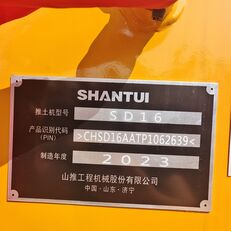 SHANTUI
推土机型号 SD16
产品识别代码
(PIN) >CHSD16AATP1062639<
制造年度 2023
山推工程机械股份有限公司
中国·山东·济宁